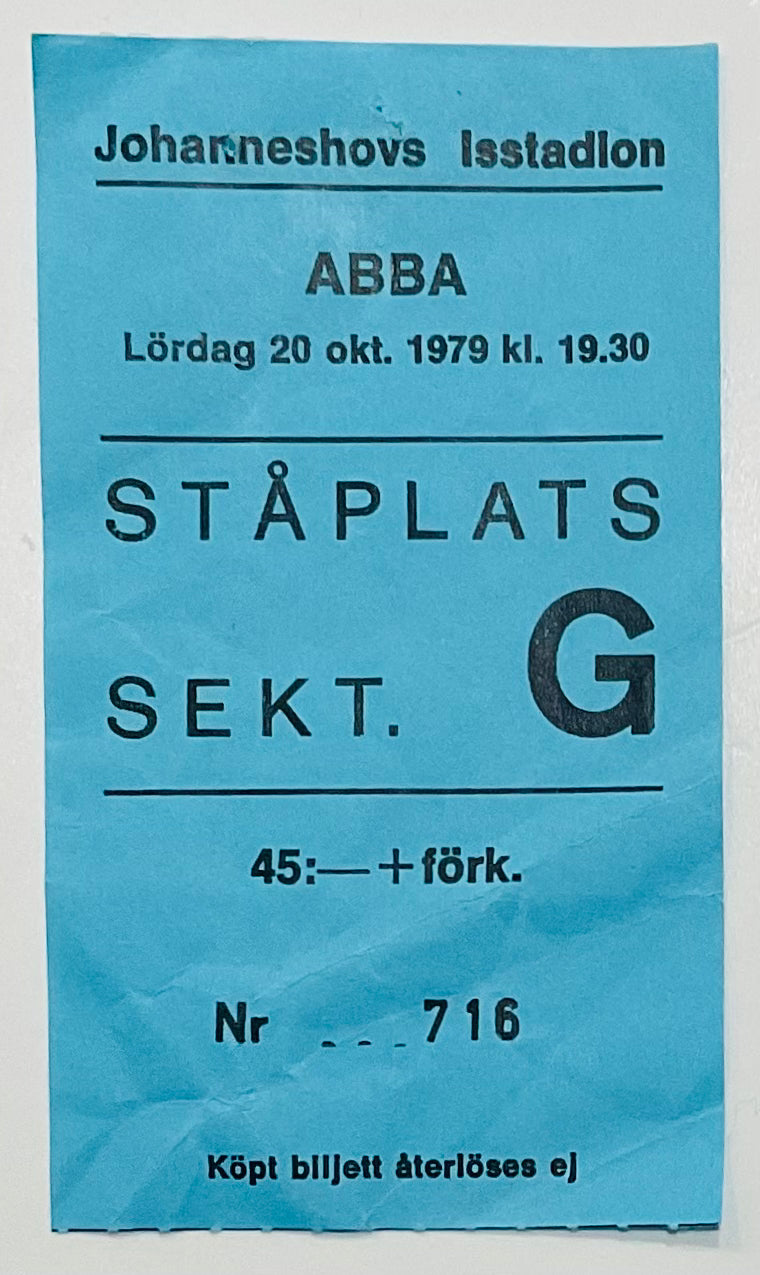 Johanneshovs Isstadion
ABBA
Lördag 20 okt. 1979 kl. 19.30
STÅPLATS
SEKT. G
45:— + förk.
Nr ...716
Köpt biljett återlöses ej